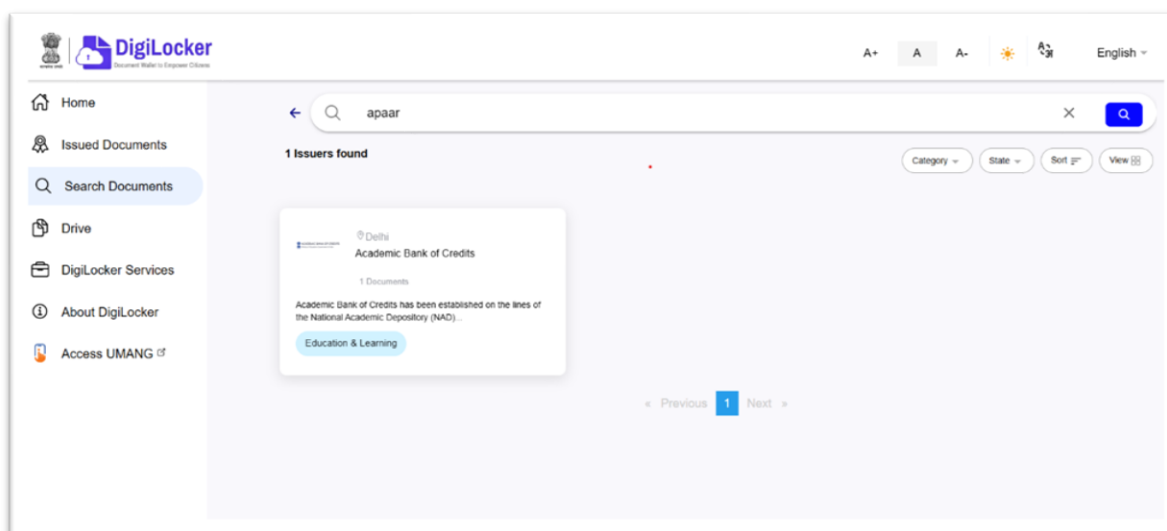 DigiLocker
Document Wallet to Empower Citizens
A+ A A- English
Home
Issued Documents
Search Documents
Drive
DigiLocker Services
About DigiLocker
Access UMANG
apaar
1 Issuers found
Category State Sort View
Delhi
Academic Bank of Credits
1 Documents
Academic Bank of Credits has been established on the lines of
the National Academic Depository (NAD)...
Education & Learning
« Previous 1 Next »